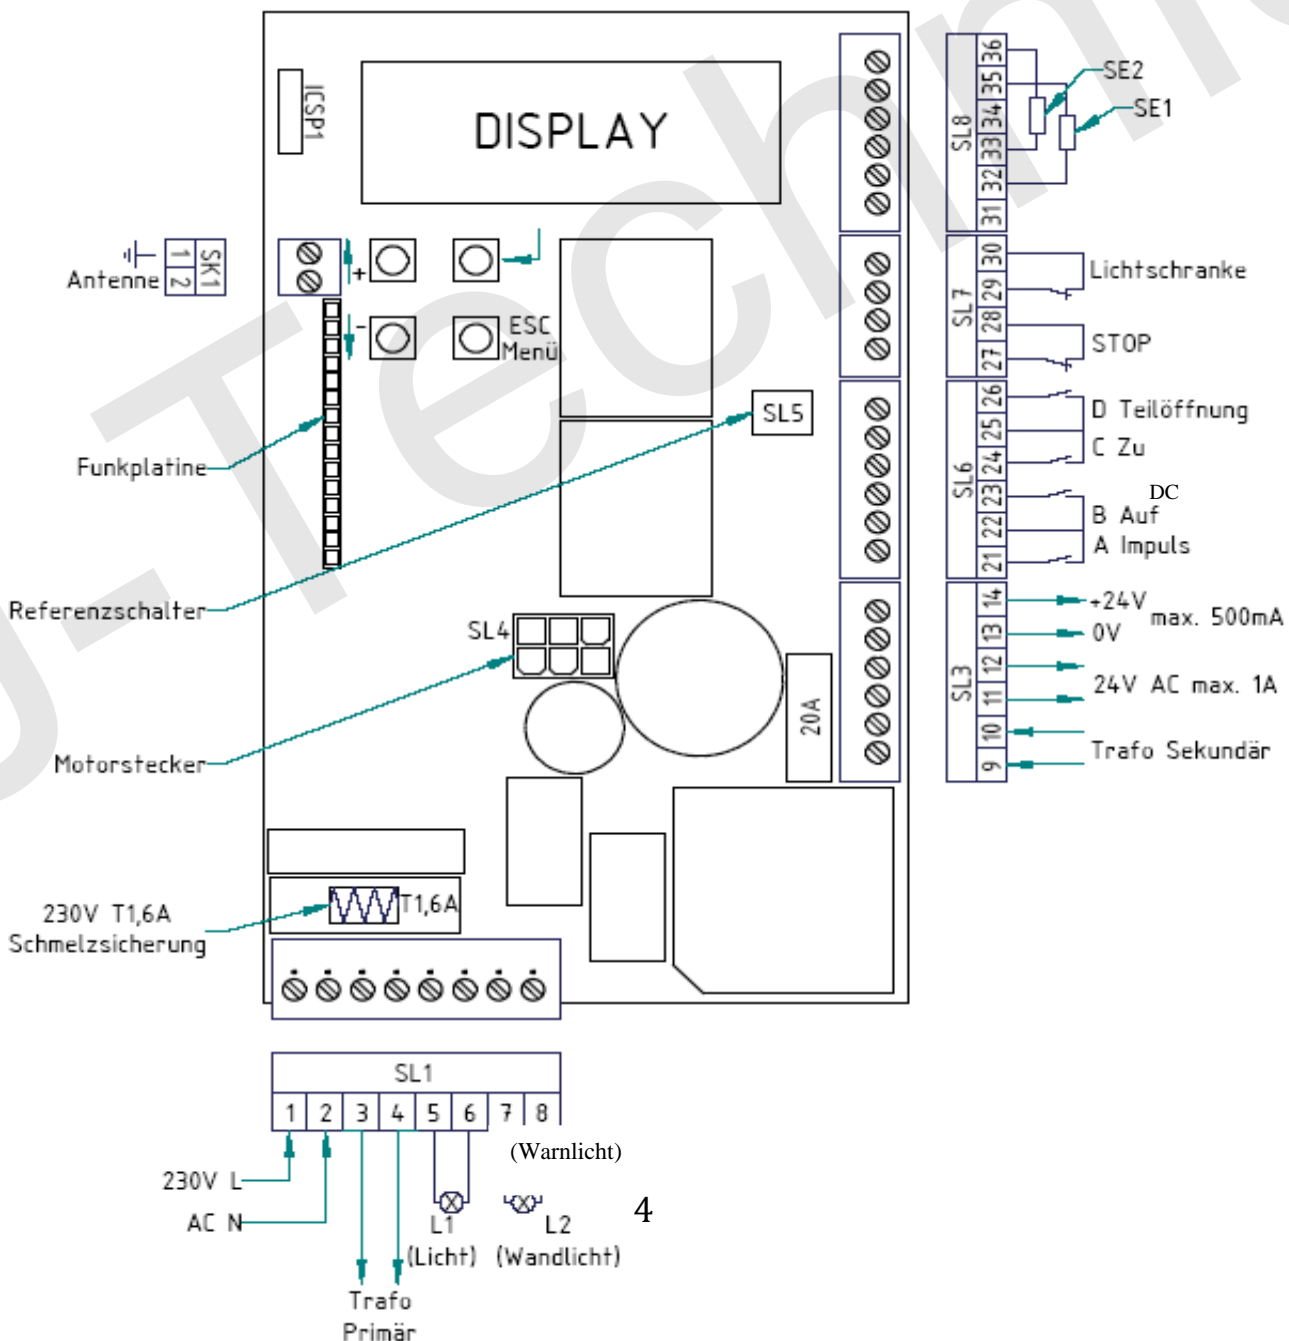 ICSP1
DISPLAY
SL8
36
35
34
33
32
31
SE2
SE1
Antenne
1
2
SK1
+
-
ESC
Menü
SL7
30
29
28
27
Lichtschranke
STOP
Funkplatine
SL5
SL6
26
25
24
23
22
21
D Teilöffnung
C Zu
DC
B Auf
A Impuls
Referenzschalter
SL4
Motorstecker
20A
SL3
14
13
12
11
10
9
+24V
max. 500mA
0V
24V AC max. 1A
Trafo Sekundär
230V T1,6A
Schmelzsicherung
T1,6A
SL1
1 2 3 4 5 6 7 8
(Warnlicht)
230V L
AC N
L1
(Licht)
L2
(Wandlicht)
4
Trafo
Primär